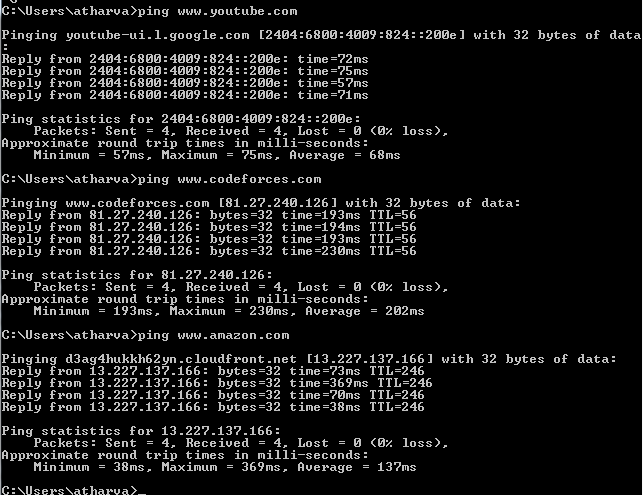 C:\Users\atharva>ping www.youtube.com
Pinging youtube-ui.l.google.com [2404:6800:4009:824::200e] with 32 bytes of data
:
Reply from 2404:6800:4009:824::200e: time=72ms
Reply from 2404:6800:4009:824::200e: time=75ms
Reply from 2404:6800:4009:824::200e: time=57ms
Reply from 2404:6800:4009:824::200e: time=71ms
Ping statistics for 2404:6800:4009:824::200e:
    Packets: Sent = 4, Received = 4, Lost = 0 (0% loss),
Approximate round trip times in milli-seconds:
    Minimum = 57ms, Maximum = 75ms, Average = 68ms
C:\Users\atharva>ping www.codeforces.com
Pinging www.codeforces.com [81.27.240.126] with 32 bytes of data:
Reply from 81.27.240.126: bytes=32 time=193ms TTL=56
Reply from 81.27.240.126: bytes=32 time=194ms TTL=56
Reply from 81.27.240.126: bytes=32 time=193ms TTL=56
Reply from 81.27.240.126: bytes=32 time=230ms TTL=56
Ping statistics for 81.27.240.126:
    Packets: Sent = 4, Received = 4, Lost = 0 (0% loss),
Approximate round trip times in milli-seconds:
    Minimum = 193ms, Maximum = 230ms, Average = 202ms
C:\Users\atharva>ping www.amazon.com
Pinging d3ag4hukkh62yn.cloudfront.net [13.227.137.166] with 32 bytes of data:
Reply from 13.227.137.166: bytes=32 time=73ms TTL=246
Reply from 13.227.137.166: bytes=32 time=369ms TTL=246
Reply from 13.227.137.166: bytes=32 time=70ms TTL=246
Reply from 13.227.137.166: bytes=32 time=38ms TTL=246
Ping statistics for 13.227.137.166:
    Packets: Sent = 4, Received = 4, Lost = 0 (0% loss),
Approximate round trip times in milli-seconds:
    Minimum = 38ms, Maximum = 369ms, Average = 137ms
C:\Users\atharva>_